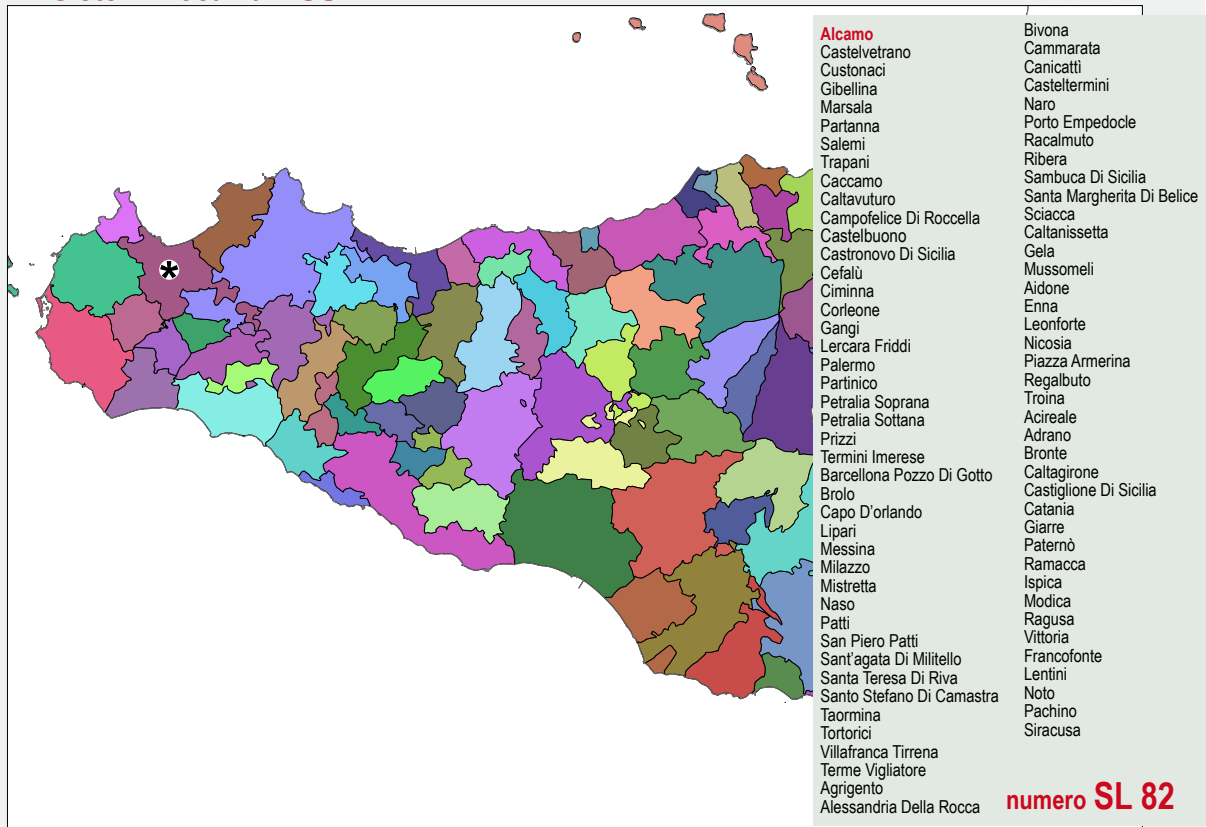 Alcamo
Castelvetrano
Custonaci
Gibellina
Marsala
Partanna
Salemi
Trapani
Caccamo
Caltavuturo
Campofelice Di Roccella
Castelbuono
Castronovo Di Sicilia
Cefalù
Ciminna
Corleone
Gangi
Lercara Friddi
Palermo
Partinico
Petralia Soprana
Petralia Sottana
Prizzi
Termini Imerese
Barcellona Pozzo Di Gotto
Brolo
Capo D'orlando
Lipari
Messina
Milazzo
Mistretta
Naso
Patti
San Piero Patti
Sant'agata Di Militello
Santa Teresa Di Riva
Santo Stefano Di Camastra
Taormina
Tortorici
Villafranca Tirrena
Terme Vigliatore
Agrigento
Alessandria Della Rocca
Bivona
Cammarata
Canicattì
Casteltermini
Naro
Porto Empedocle
Racalmuto
Ribera
Sambuca Di Sicilia
Santa Margherita Di Belice
Sciacca
Caltanissetta
Gela
Mussomeli
Aidone
Enna
Leonforte
Nicosia
Piazza Armerina
Regalbuto
Troina
Acireale
Adrano
Bronte
Caltagirone
Castiglione Di Sicilia
Catania
Giarre
Paternò
Ramacca
Ispica
Modica
Ragusa
Vittoria
Francofonte
Lentini
Noto
Pachino
Siracusa
numero SL 82